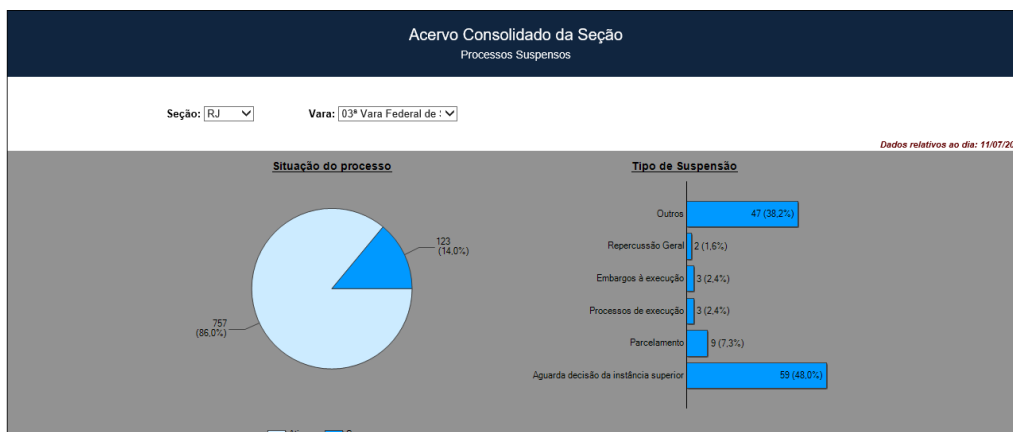 Acervo Consolidado da Seção
Processos Suspensos
Seção: RJ Vara: 03ª Vara Federal de
Dados relativos ao dia: 11/07/20
Situação do processo
123
(14,0%)
757
(86,0%)
Tipo de Suspensão
Outros 47 (38,2%)
Repercussão Geral 2 (1,6%)
Embargos à execução 3 (2,4%)
Processos de execução 3 (2,4%)
Parcelamento 9 (7,3%)
Aguarda decisão da instância superior 59 (48,0%)